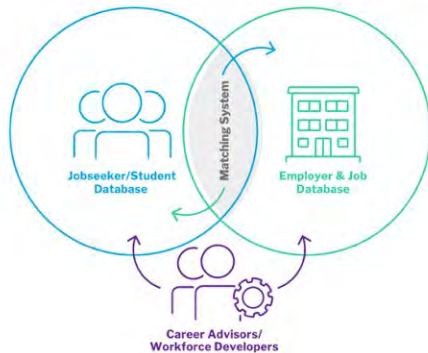 Matching System
Jobseeker/Student
Database
Employer & Job
Database
Career Advisors/
Workforce Developers